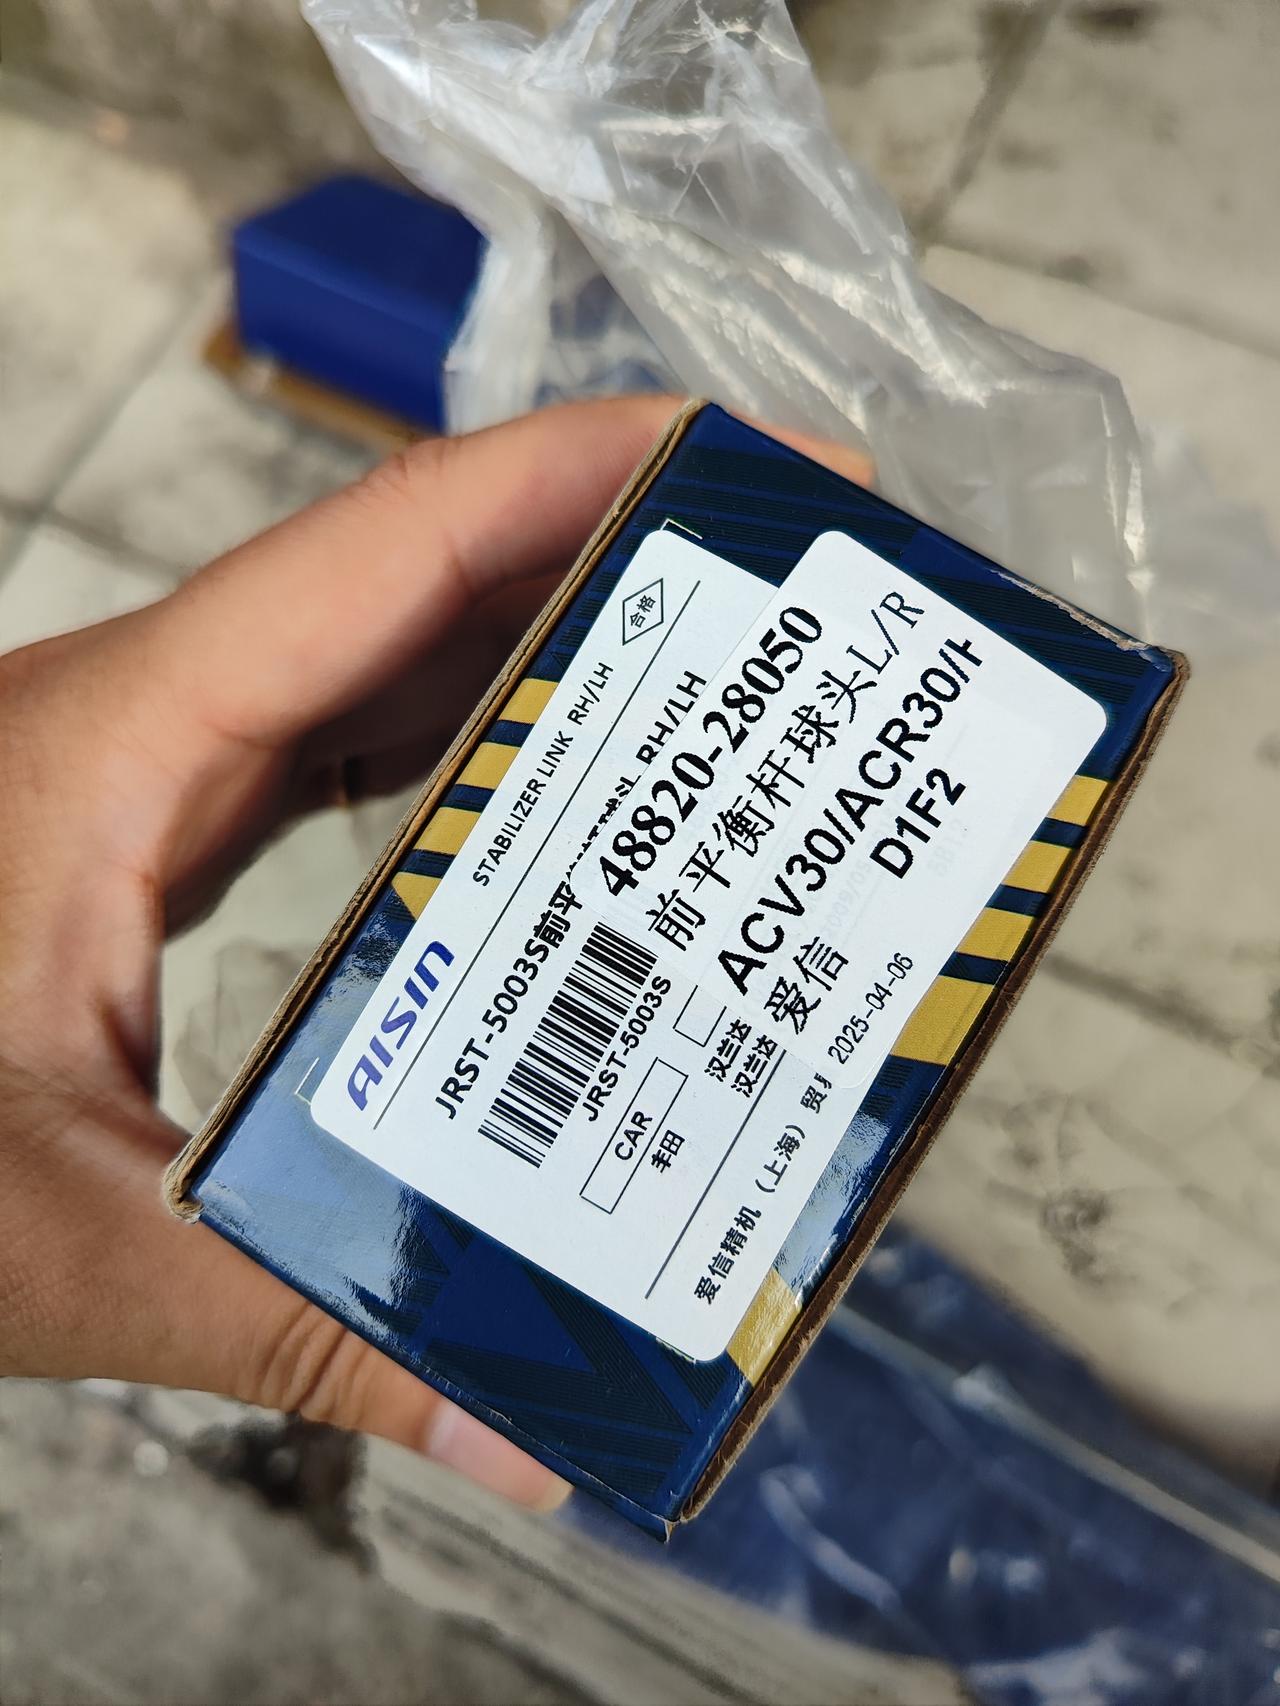 合格
STABILIZER LINK RH/LH
AISIN
JRST-5003S前平 RH/LH
JRST-5003S
CAR
丰田
汉兰达
汉兰达
爱信精机（上海）贸
48820-28050
前平衡杆球头L/R
ACV30/ACR30/
D1F2
爱信
2025-04-06